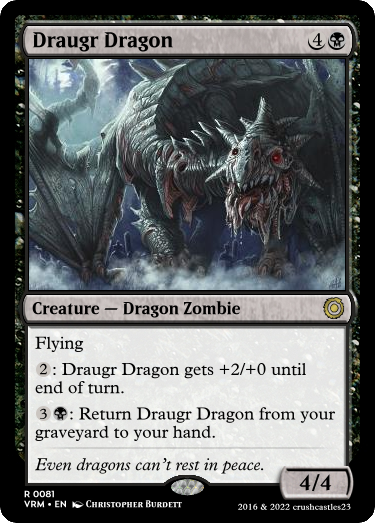 Draugr Dragon 4
Creature — Dragon Zombie
Flying
2: Draugr Dragon gets +2/+0 until
end of turn.
3: Return Draugr Dragon from your
graveyard to your hand.
Even dragons can't rest in peace.
4/4
R 0081
VRM • EN Christopher Burdett
2016 & 2022 crushcastles23